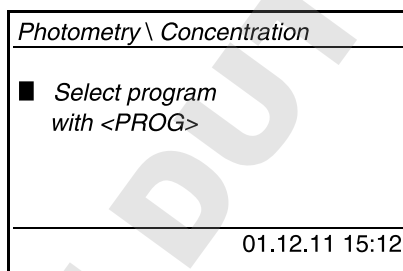 Photometry \ Concentration
Select program
with <PROG>
01.12.11 15:12